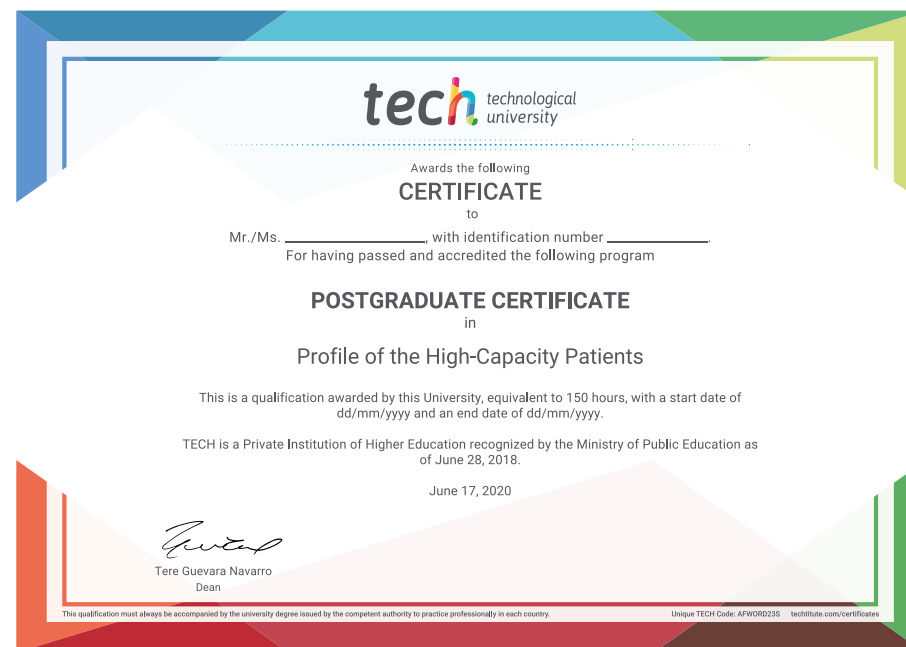 tech technological
university
Awards the following
CERTIFICATE
to
Mr./Ms. ____________________, with identification number ______________.
For having passed and accredited the following program
POSTGRADUATE CERTIFICATE
in
Profile of the High-Capacity Patients
This is a qualification awarded by this University, equivalent to 150 hours, with a start date of
dd/mm/yyyy and an end date of dd/mm/yyyy.
TECH is a Private Institution of Higher Education recognized by the Ministry of Public Education as
of June 28, 2018.
June 17, 2020
Tere Guevara Navarro
Dean
This qualification must always be accompanied by the university degree issued by the competent authority to practice professionally in each country.
Unique TECH Code: AFWORD23S techtitute.com/certificates